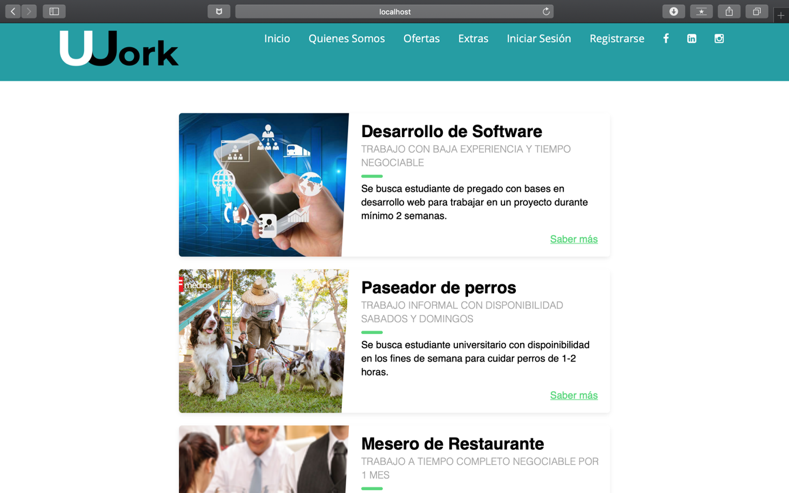 localhost
UWork
Inicio Quienes Somos Ofertas Extras Iniciar Sesión Registrarse
Desarrollo de Software
TRABAJO CON BAJA EXPERIENCIA Y TIEMPO
NEGOCIABLE
Se busca estudiante de pregado con bases en
desarrollo web para trabajar en un proyecto durante
mínimo 2 semanas.
Saber más
medios
Paseador de perros
TRABAJO INFORMAL CON DISPONIBILIDAD
SABADOS Y DOMINGOS
Se busca estudiante universitario con dispoinibilidad
en los fines de semana para cuidar perros de 1-2
horas.
Saber más
Mesero de Restaurante
TRABAJO A TIEMPO COMPLETO NEGOCIABLE POR
1 MES